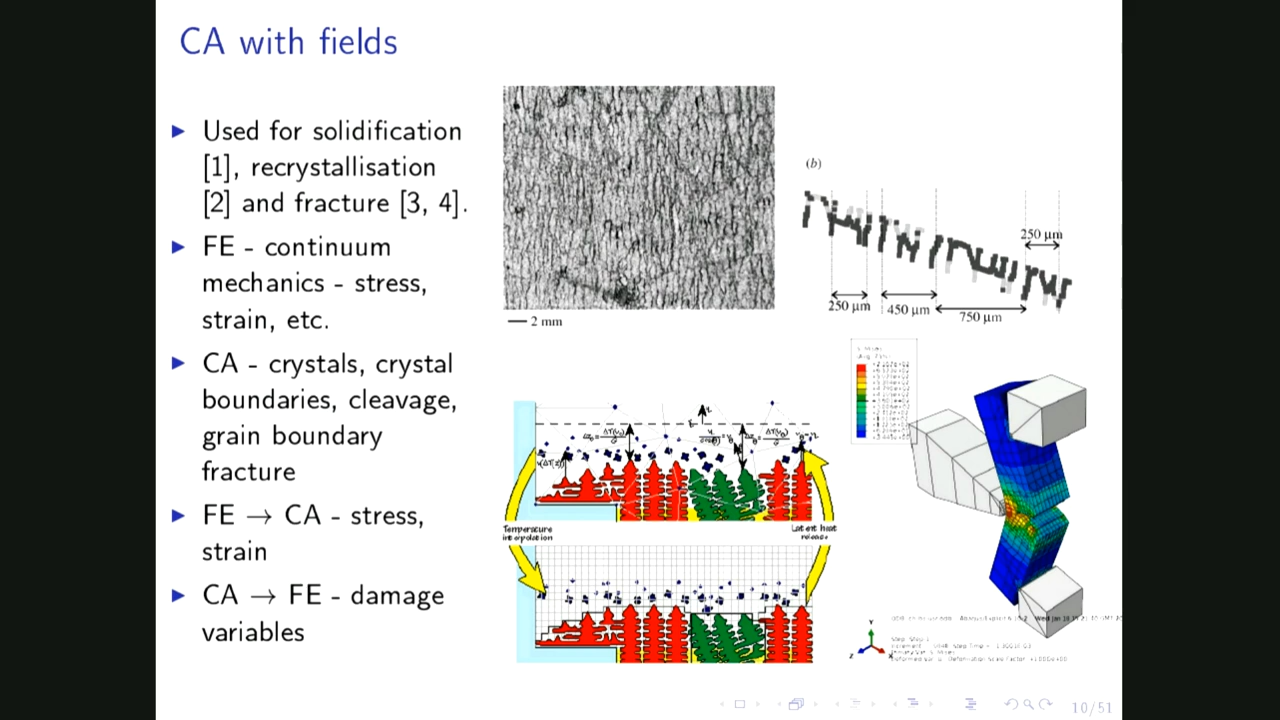 CA with fields
Used for solidification
[1], recrystallisation
[2] and fracture [3, 4].
FE - continuum
mechanics - stress,
strain, etc.
CA - crystals, crystal
boundaries, cleavage,
grain boundary
fracture
FE → CA - stress,
strain
CA → FE - damage
variables
2 mm
(b)
250 μm
250 μm
450 μm
750 μm
Temperature
interpolation
Latent heat
release
10/51